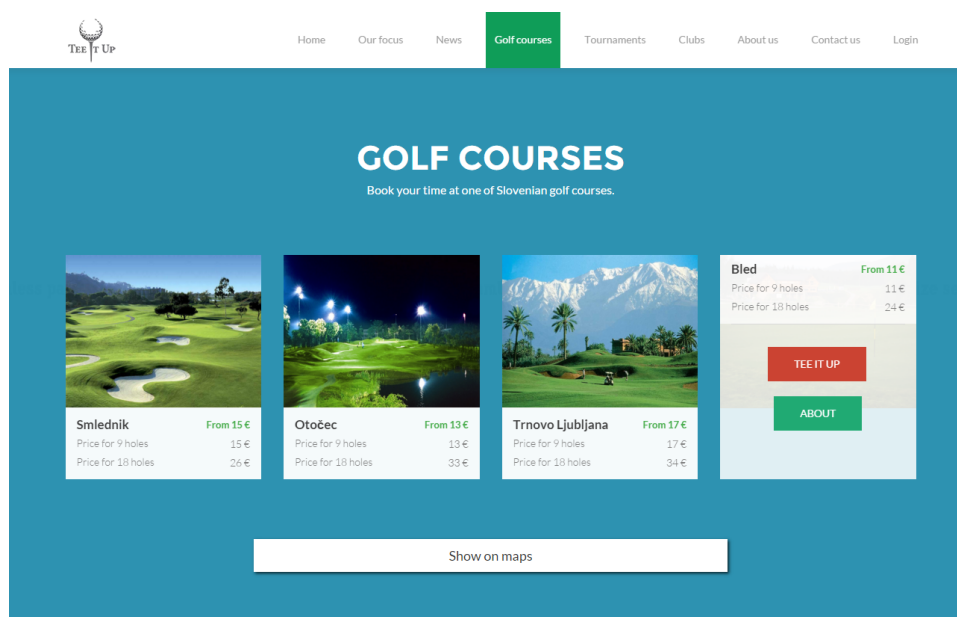 TEE IT UP
Home Our focus News Golf courses Tournaments Clubs About us Contact us Login
GOLF COURSES
Book your time at one of Slovenian golf courses.
Smlednik From 15 €
Price for 9 holes 15 €
Price for 18 holes 26 €
Otočec From 13 €
Price for 9 holes 13 €
Price for 18 holes 33 €
Trnovo Ljubljana From 17 €
Price for 9 holes 17 €
Price for 18 holes 34 €
Bled From 11 €
Price for 9 holes 11 €
Price for 18 holes 24 €
TEE IT UP
ABOUT
Show on maps